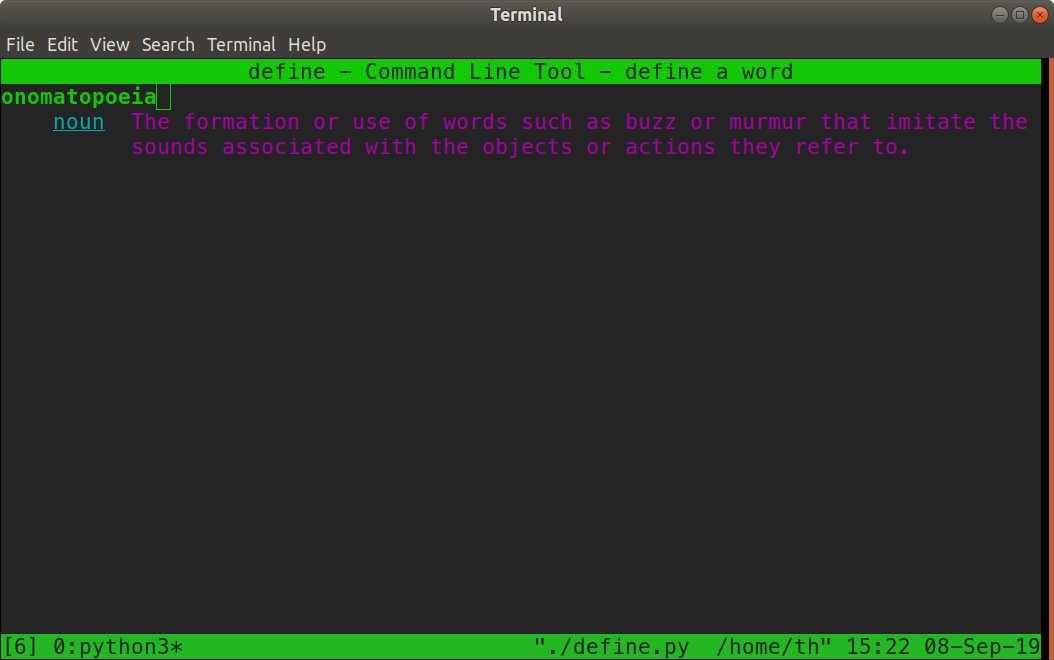 Terminal
File Edit View Search Terminal Help
define - Command Line Tool - define a word
onomatopoeia
noun The formation or use of words such as buzz or murmur that imitate the
sounds associated with the objects or actions they refer to.
[6] 0:python3* "./define.py /home/th" 15:22 08-Sep-19